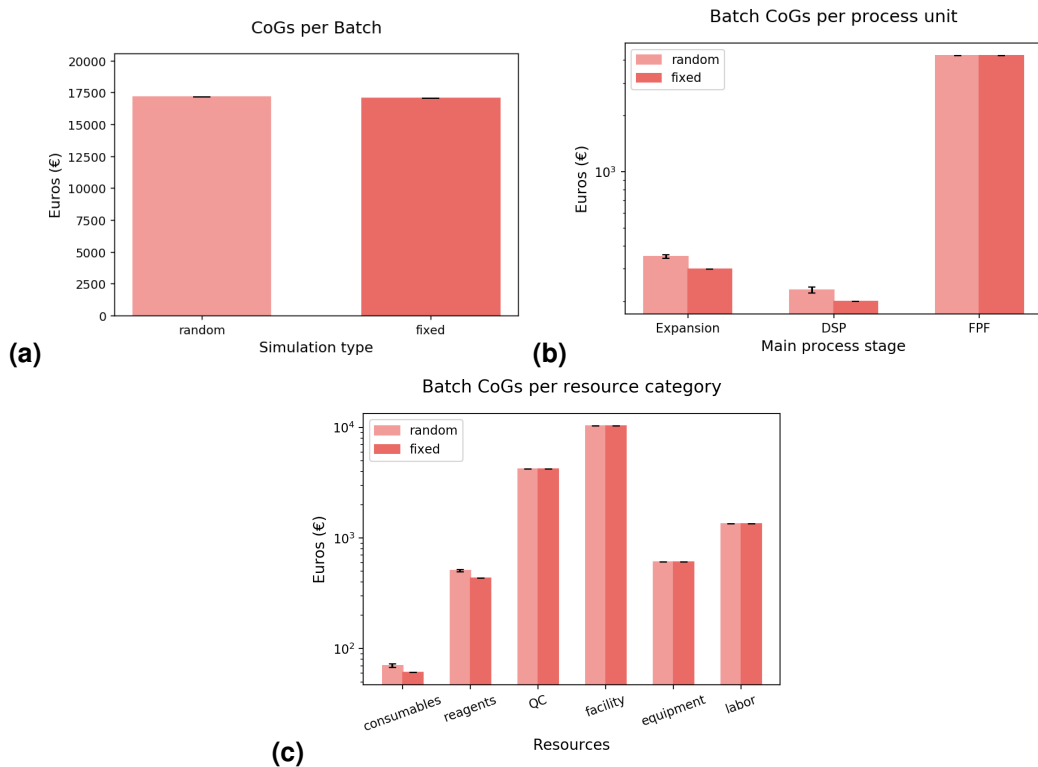 CoGs per Batch
Euros (€)
20000
17500
15000
12500
10000
7500
5000
2500
0
random
fixed
Simulation type
(a)
Batch CoGs per process unit
random
fixed
Euros (€)
10³
Expansion
DSP
FPF
Main process stage
(b)
Batch CoGs per resource category
random
fixed
Euros (€)
10⁴
10³
10²
consumables
reagents
QC
facility
equipment
labor
Resources
(c)